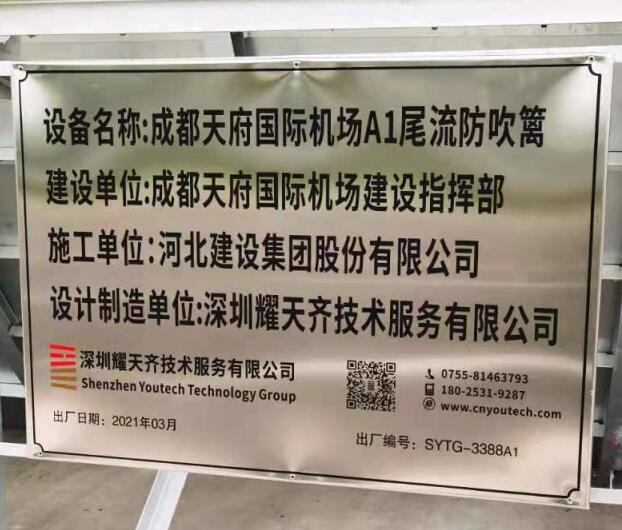 设备名称:成都天府国际机场A1尾流防吹篱
建设单位:成都天府国际机场建设指挥部
施工单位:河北建设集团股份有限公司
设计制造单位:深圳耀天齐技术服务有限公司
深圳耀天齐技术服务有限公司
Shenzhen Youtech Technology Group
0755-81463793
180-2531-9287
www.cnyoutech.com
出厂日期:2021年03月
出厂编号:SYTG-3388A1